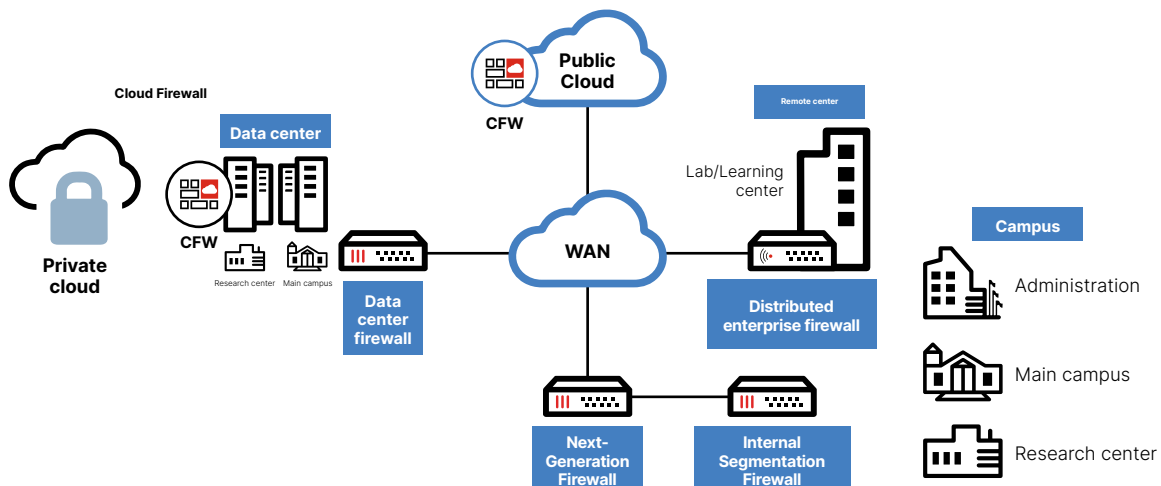 Public
Cloud
CFW
Cloud Firewall
Data center
CFW
Research center
Main campus
Private
cloud
Data
center
firewall
WAN
Remote center
Lab/Learning
center
Distributed
enterprise firewall
Next-
Generation
Firewall
Internal
Segmentation
Firewall
Campus
Administration
Main campus
Research center